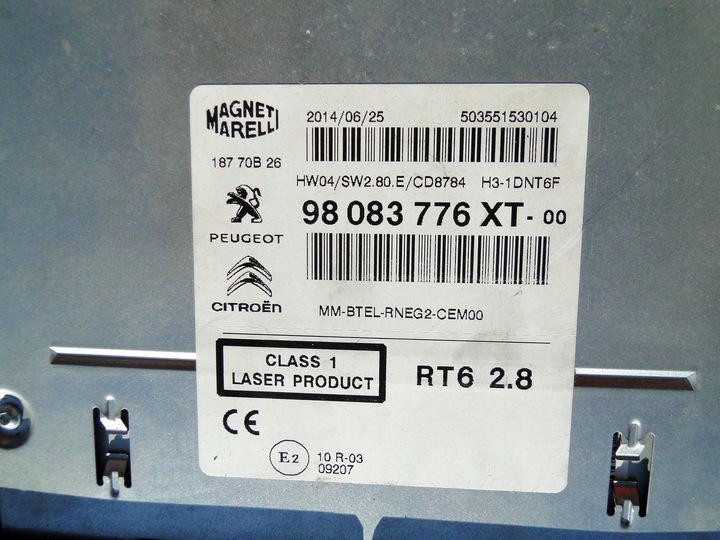 MAGNETI
MARELLI
2014/06/25 503551530104
187 70B 26
HW04/SW2.80.E/CD8784 H3-1DNT6F
98 083 776 XT- 00
PEUGEOT
CITROËN
MM-BTEL-RNEG2-CEM00
CLASS 1
LASER PRODUCT
RT6 2.8
CE
E2
10 R-03
09207